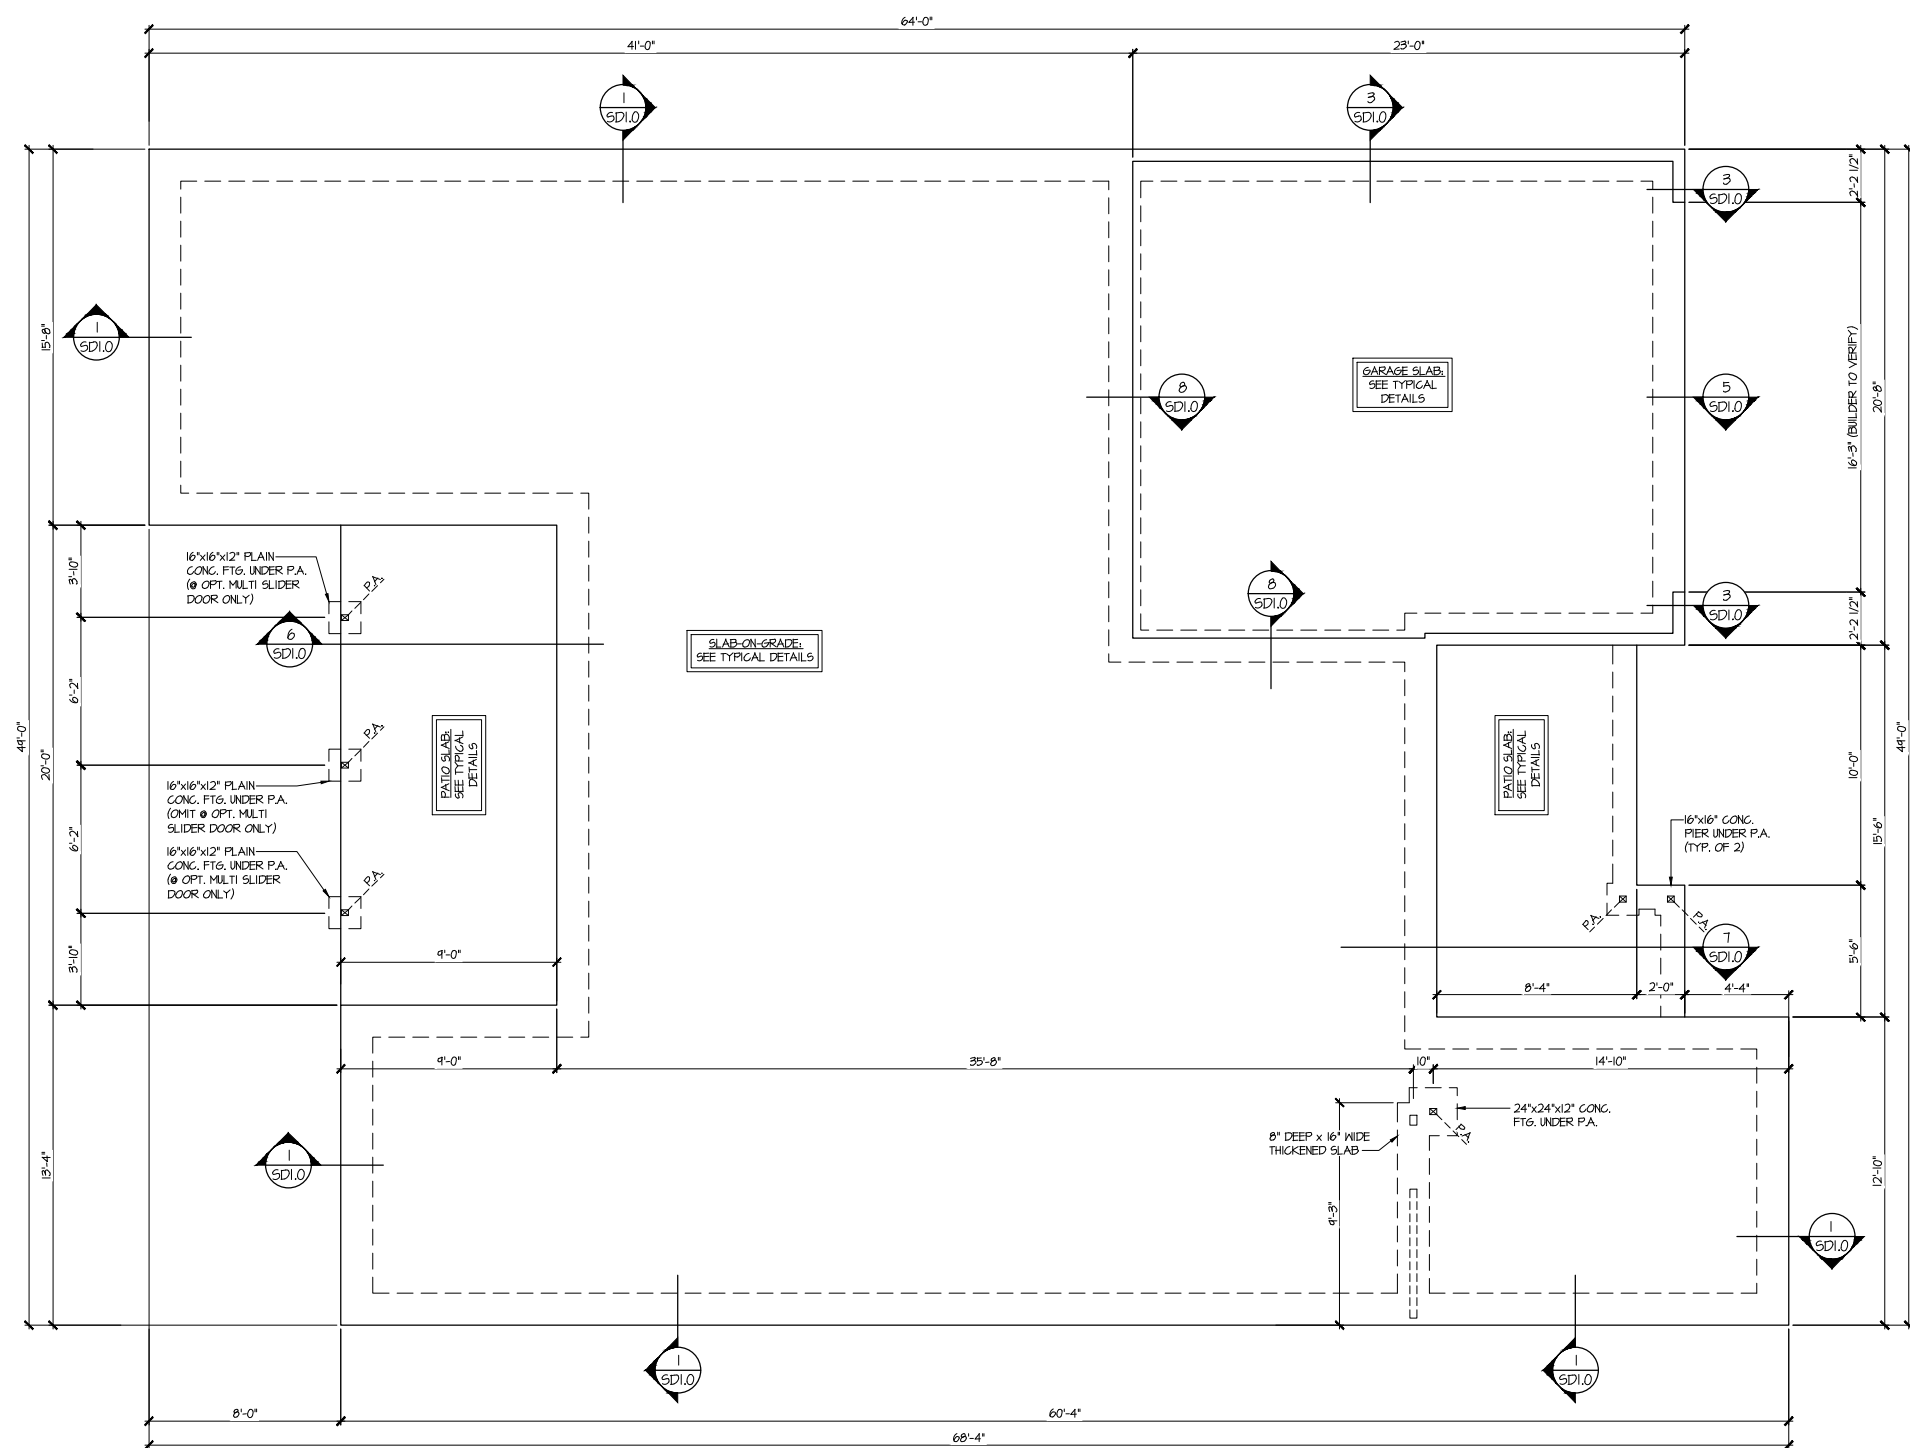 64'-0"
41'-0"
23'-0"
1
SD1.0
3
SD1.0
2'-2 1/2"
3
SD1.0
15'-8"
1
SD1.0
16'-3" (BUILDER TO VERIFY)
20'-8"
GARAGE SLAB:
SEE TYPICAL
DETAILS
8
SD1.0
5
SD1.0
3'-10"
16"x16"x12" PLAIN
CONC. FTG. UNDER P.A.
(@ OPT. MULTI SLIDER
DOOR ONLY)
P.A.
8
SD1.0
3
SD1.0
2'-2 1/2"
6
SD1.0
SLAB-ON-GRADE:
SEE TYPICAL DETAILS
6'-2"
49'-0"
20'-0"
P.A.
PATIO SLAB:
SEE TYPICAL
DETAILS
PATIO SLAB:
SEE TYPICAL
DETAILS
10'-0"
49'-0"
16"x16"x12" PLAIN
CONC. FTG. UNDER P.A.
(OMIT @ OPT. MULTI
SLIDER DOOR ONLY)
6'-2"
16"x16" CONC.
PIER UNDER P.A.
(TYP. OF 2)
15'-6"
16"x16"x12" PLAIN
CONC. FTG. UNDER P.A.
(@ OPT. MULTI SLIDER
DOOR ONLY)
P.A.
P.A.
P.A.
3'-10"
9'-0"
7
SD1.0
5'-6"
8'-4"
2'-0"
4'-4"
9'-0"
35'-8"
10"
14'-10"
24"x24"x12" CONC.
FTG. UNDER P.A.
P.A.
8" DEEP x 16" WIDE
THICKENED SLAB
13'-4"
1
SD1.0
9'-3"
12'-10"
1
SD1.0
1
SD1.0
1
SD1.0
8'-0"
60'-4"
68'-4"